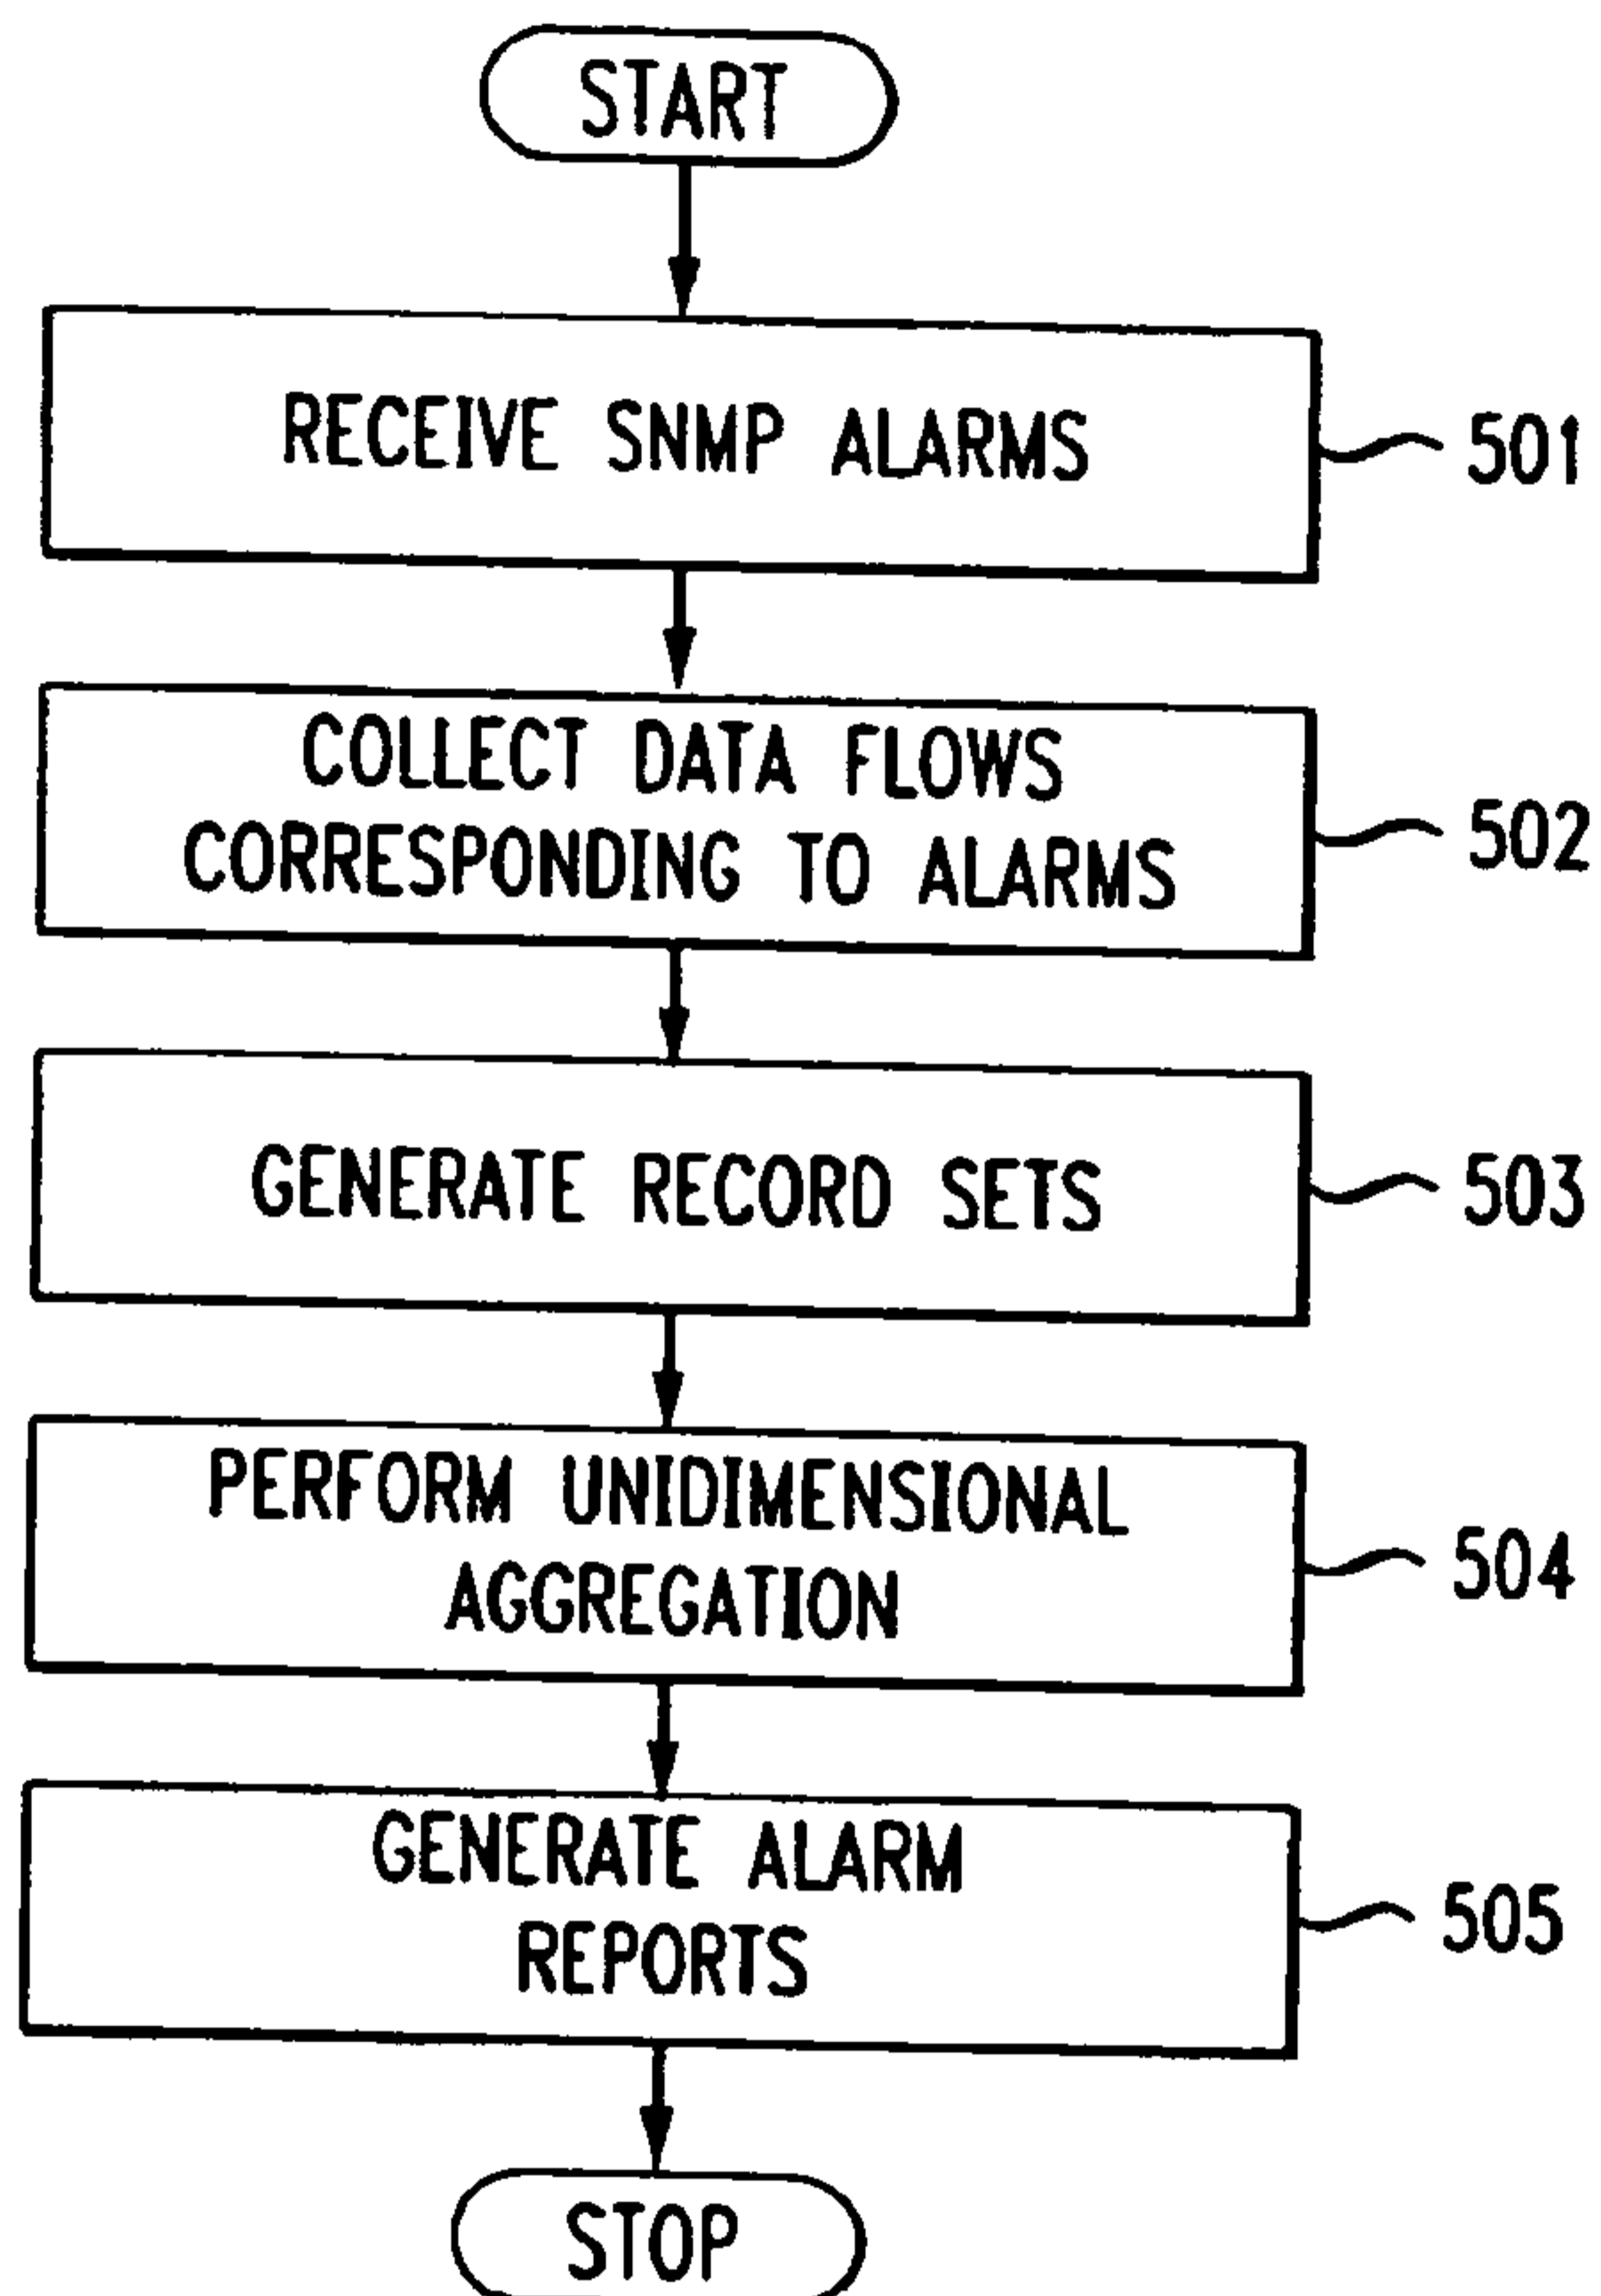 START
RECEIVE SNMP ALARMS
501
COLLECT DATA FLOWS
CORRESPONDING TO ALARMS
502
GENERATE RECORD SETS
503
PERFORM UNIDIMENSIONAL
AGGREGATION
504
GENERATE ALARM
REPORTS
505
STOP